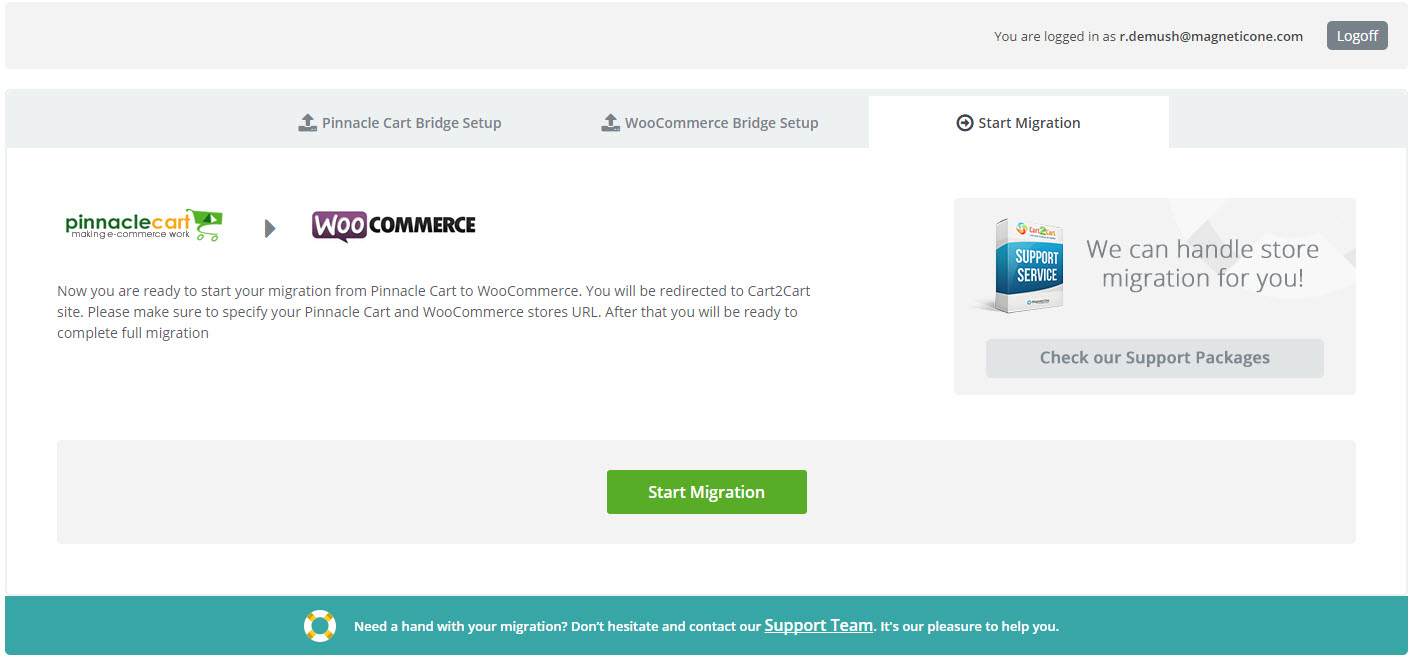 You are logged in as r.demush@magneticone.com
Logoff
Pinnacle Cart Bridge Setup
WooCommerce Bridge Setup
Start Migration
pinnaclecart
making e-commerce work
WOO COMMERCE
Now you are ready to start your migration from Pinnacle Cart to WooCommerce. You will be redirected to Cart2Cart
site. Please make sure to specify your Pinnacle Cart and WooCommerce stores URL. After that you will be ready to
complete full migration
Cart2Cart
SUPPORT
SERVICE
We can handle store
migration for you!
Check our Support Packages
Start Migration
Need a hand with your migration? Don't hesitate and contact our Support Team. It's our pleasure to help you.